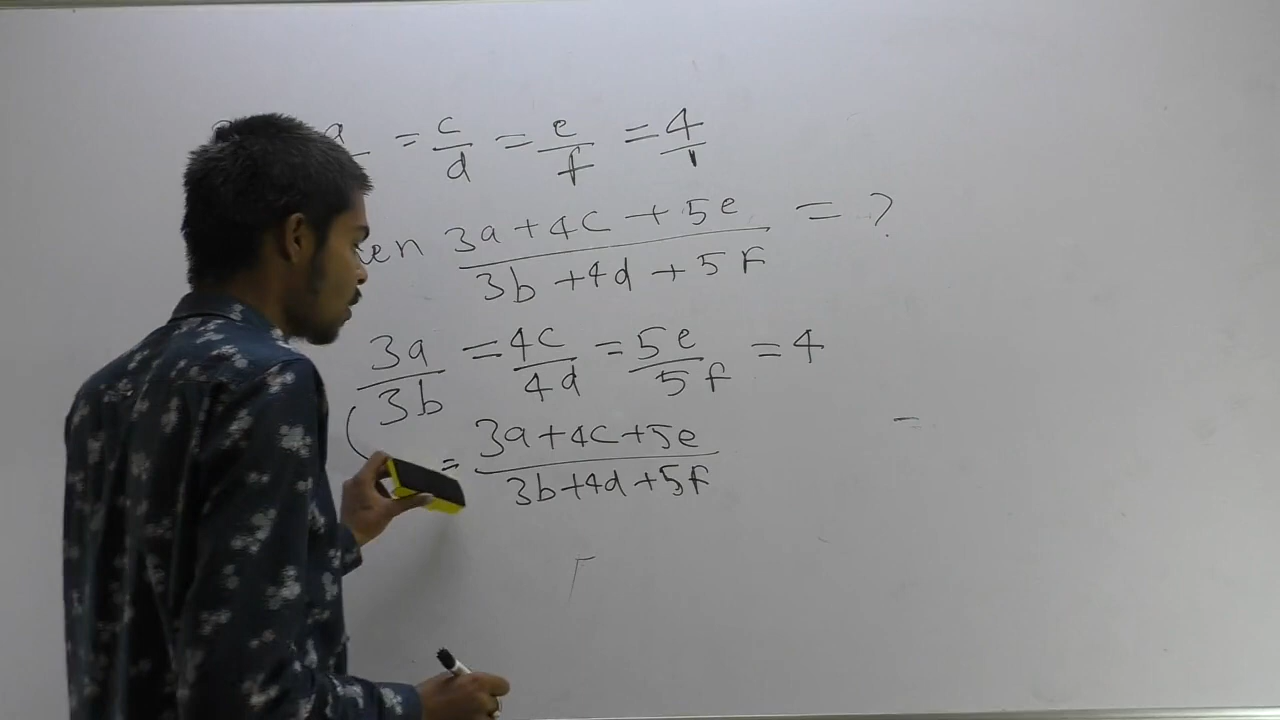 a = c/d = e/f = 4/1
en 3a+4c+5e/3b+4d+5f = ?
3a/3b = 4c/4d = 5e/5f = 4
= 3a+4c+5e/3b+4d+5f